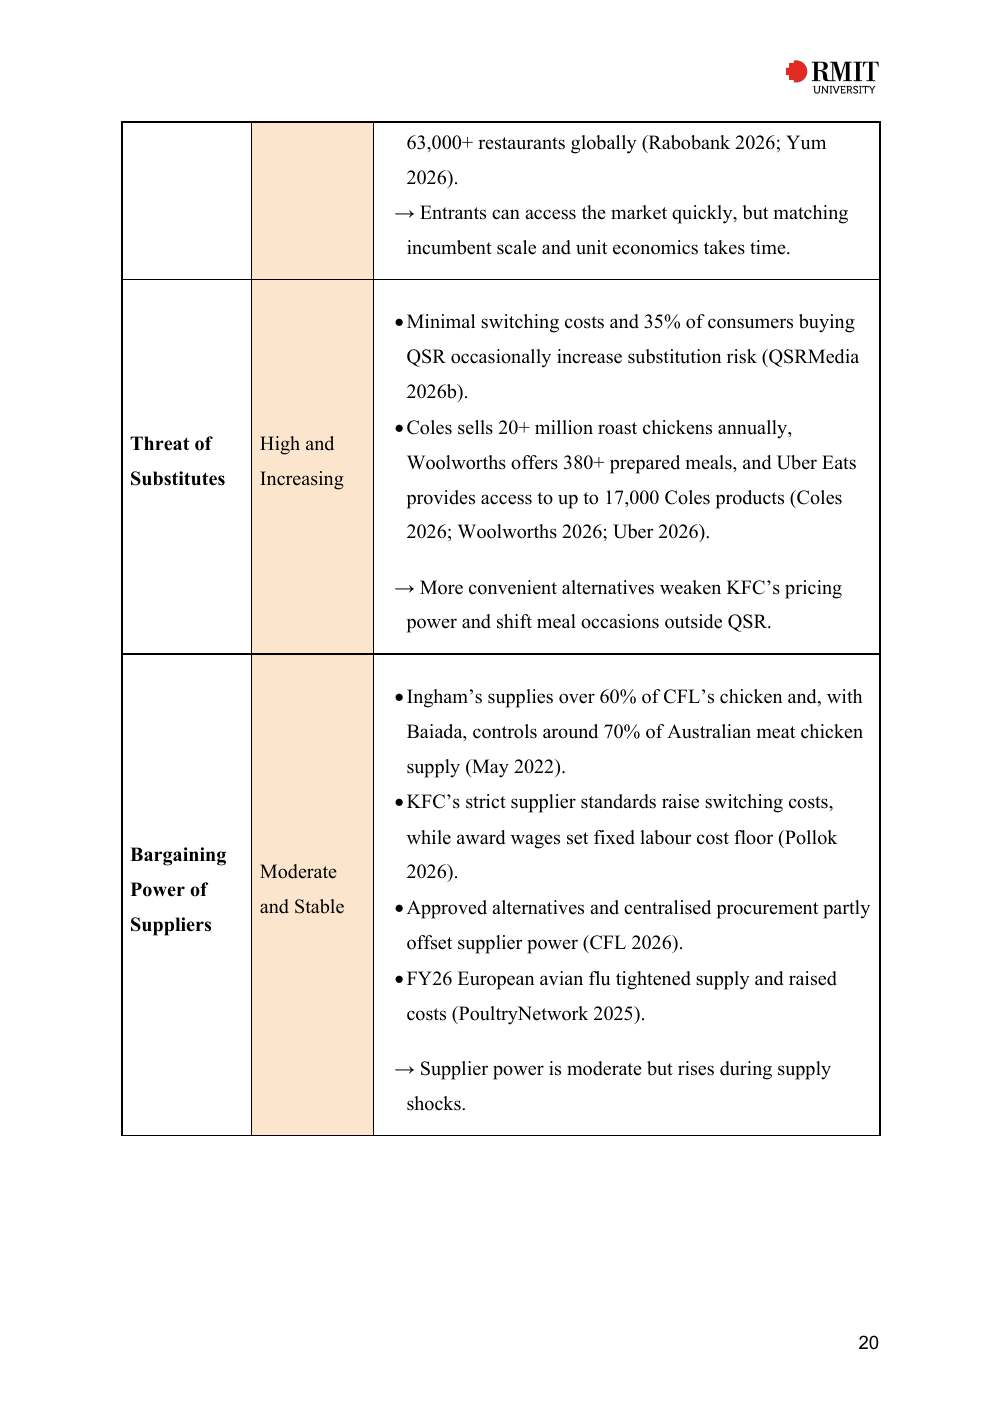 RMIT
UNIVERSITY
63,000+ restaurants globally (Rabobank 2026; Yum
2026).
→ Entrants can access the market quickly, but matching
incumbent scale and unit economics takes time.
Threat of
Substitutes
High and
Increasing
•Minimal switching costs and 35% of consumers buying
QSR occasionally increase substitution risk (QSRMedia
2026b).
•Coles sells 20+ million roast chickens annually,
Woolworths offers 380+ prepared meals, and Uber Eats
provides access to up to 17,000 Coles products (Coles
2026; Woolworths 2026; Uber 2026).
→ More convenient alternatives weaken KFC’s pricing
power and shift meal occasions outside QSR.
Bargaining
Power of
Suppliers
Moderate
and Stable
•Ingham’s supplies over 60% of CFL’s chicken and, with
Baiada, controls around 70% of Australian meat chicken
supply (May 2022).
•KFC’s strict supplier standards raise switching costs,
while award wages set fixed labour cost floor (Pollok
2026).
•Approved alternatives and centralised procurement partly
offset supplier power (CFL 2026).
•FY26 European avian flu tightened supply and raised
costs (PoultryNetwork 2025).
→ Supplier power is moderate but rises during supply
shocks.
20